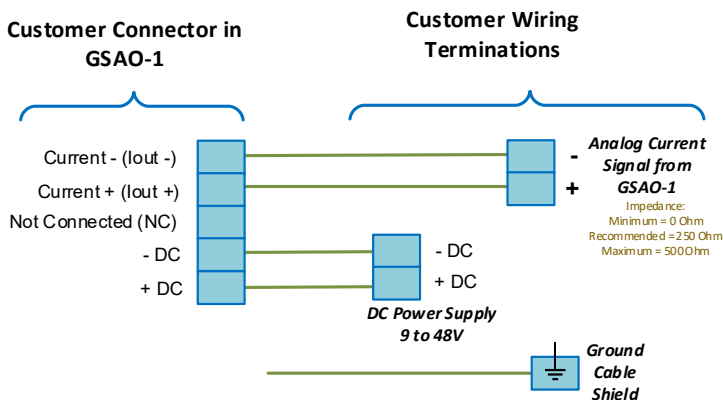 Customer Connector in
GSAO-1
Customer Wiring
Terminations
Current - (Iout -)
Current + (Iout +)
Not Connected (NC)
- DC
+ DC
-
+
Analog Current
Signal from
GSAO-1
Impedance:
Minimum = 0 Ohm
Recommended = 250 Ohm
Maximum = 500 Ohm
- DC
+ DC
DC Power Supply
9 to 48V
Ground
Cable
Shield